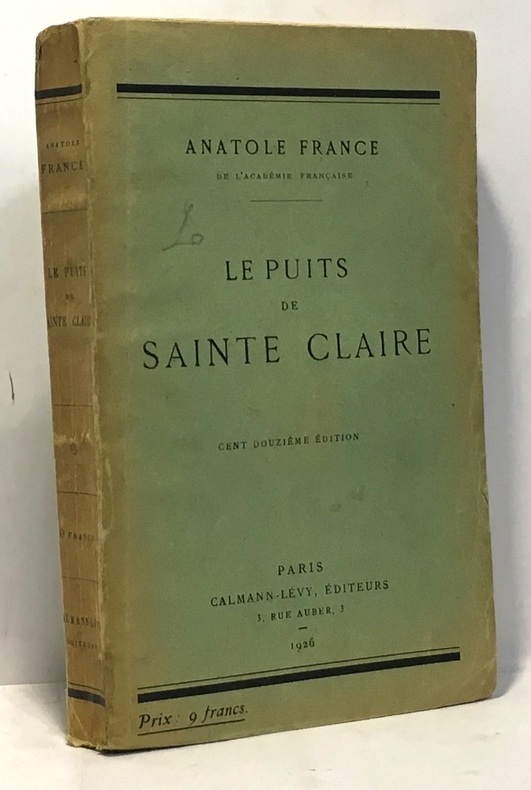 ANATOLE
FRANCE
LE PUITS
DE
SAINTE CLAIRE
ANATOLE FRANCE
DE L'ACADÉMIE FRANÇAISE
LE PUITS
DE
SAINTE CLAIRE
CENT DOUZIÈME ÉDITION
PARIS
CALMANN-LÉVY, ÉDITEURS
3, RUE AUBER, 3
1926
Prix : 9 francs.